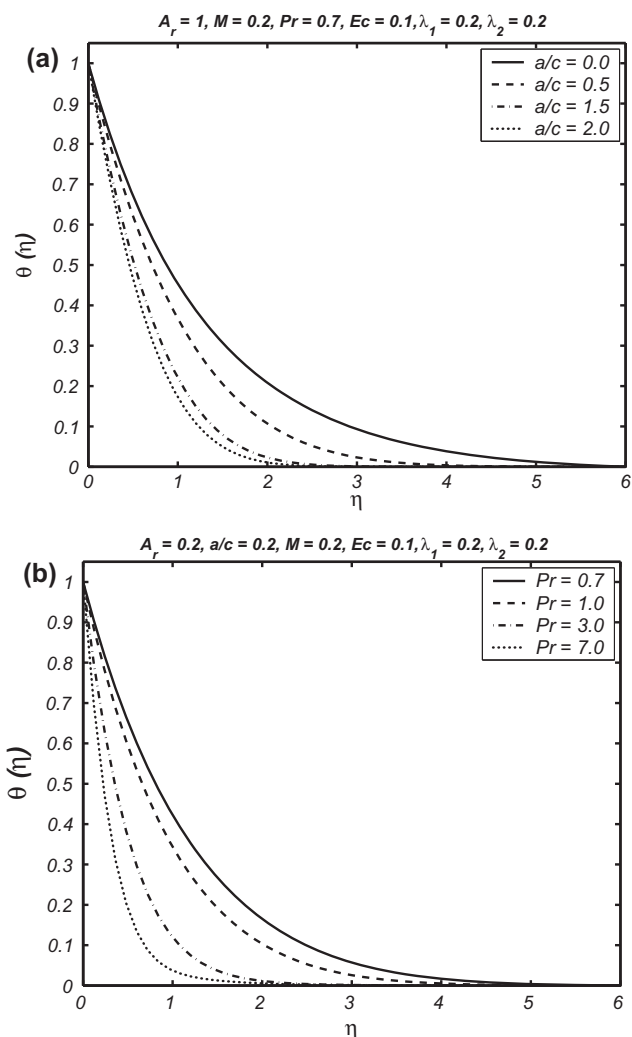 A_r = 1, M = 0.2, Pr = 0.7, Ec = 0.1, λ_1 = 0.2, λ_2 = 0.2
(a)
a/c = 0.0
a/c = 0.5
a/c = 1.5
a/c = 2.0
1
0.9
0.8
0.7
0.6
0.5
0.4
0.3
0.2
0.1
0
θ (η)
0 1 2 3 4 5 6
η
A_r = 0.2, a/c = 0.2, M = 0.2, Ec = 0.1, λ_1 = 0.2, λ_2 = 0.2
(b)
Pr = 0.7
Pr = 1.0
Pr = 3.0
Pr = 7.0
1
0.9
0.8
0.7
0.6
0.5
0.4
0.3
0.2
0.1
0
θ (η)
0 1 2 3 4 5 6
η